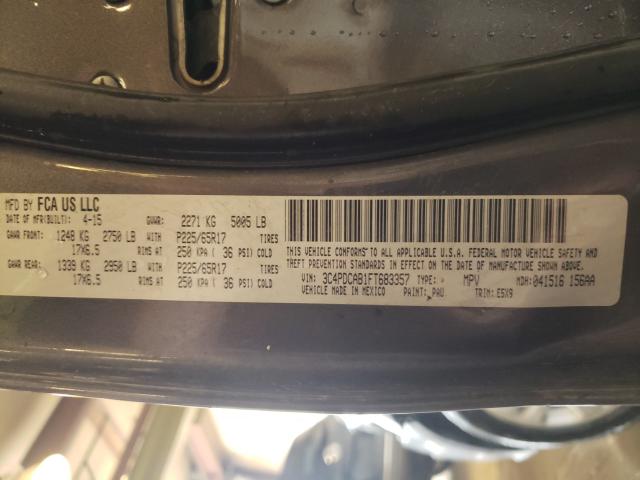 MFD BY FCA US LLC
DATE OF MFR(BUILT): 4-15 GVWR: 2271 KG 5005 LB
GAWR FRONT: 1248 KG 2750 LB WITH P225/65R17 TIRES
17X6.5 RIMS AT 250 KPA ( 36 PSI) COLD
GAWR REAR: 1339 KG 2950 LB WITH P225/65R17 TIRES
17X6.5 RIMS AT 250 KPA ( 36 PSI) COLD
THIS VEHICLE CONFORMS TO ALL APPLICABLE U.S.A. FEDERAL MOTOR VEHICLE SAFETY AND
THEFT PREVENTION STANDARDS IN EFFECT ON THE DATE OF MANUFACTURE SHOWN ABOVE.
VIN: 3C4PDCAB1FT683357 TYPE: MPV MDH: 041516 156AA
VEHICLE MADE IN MEXICO PAINT: PAU TRIM: E5X9